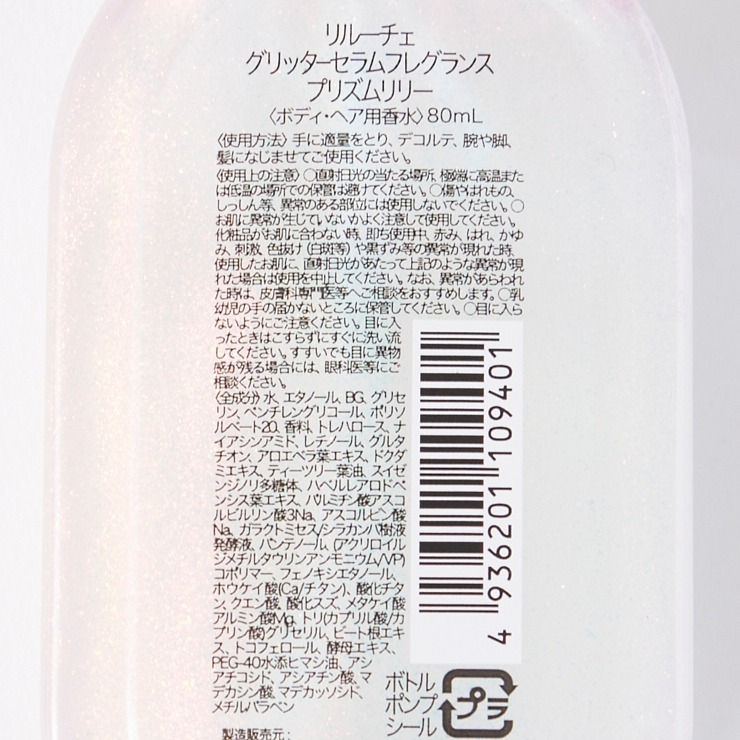 リルーチェ
グリッターセラムフレグランス
プリズムリリー
〈ボディ・ヘア用香水〉80mL
〈使用方法〉手に適量をとり、デコルテ、腕や脚、
髪になじませてご使用ください。
〈使用上の注意〉○直射日光の当たる場所、極端に高温また
は低温の場所での保管は避けてください。○傷やはれもの、
しっしん等、異常のある部位には使用しないでください。○
お肌に異常が生じていないかよく注意して使用してください。
化粧品がお肌に合わない時、即ち使用中、赤み、はれ、かゆ
み、刺激、色抜け（白斑等）や黒ずみ等の異常が現れた時、
使用したお肌に、直射日光があたって上記のような異常が現
れた場合は使用を中止してください。なお、異常があらわれ
た時は、皮膚科専門医等へご相談をおすすめします。○乳
幼児の手の届かないところに保管してください。○目に入ら
ないようにご注意ください。目に入
ったときはこすらずにすぐに洗い流
してください。すすいでも目に異物
感が残る場合には、眼科医等にご
相談ください。
〈全成分〉水、エタノール、BG、グリセ
リン、ペンチレングリコール、ポリソ
ルベート20、香料、トレハロース、ナ
イアシンアミド、レチノール、グルタ
チオン、アロエベラ葉エキス、ドクダ
ミエキス、ティーツリー葉油、スイゼ
ンジノリ多糖体、ハベルレアロドペ
ンシス葉エキス、パルミチン酸アスコ
ルビルリン酸3Na、アスコルビン酸
Na、ガラクトミセス/シラカンバ樹液
発酵液、パンテノール、(アクリロイル
ジメチルタウリンアンモニウム/VP)
コポリマー、フェノキシエタノール、
ホウケイ酸(Ca/チタン)、酸化チタ
ン、クエン酸、酸化スズ、メタケイ酸
アルミン酸Mg、トリ(カプリル酸/カ
プリン酸)グリセリル、ビート根エキ
ス、トコフェロール、酵母エキス、
PEG-40水添ヒマシ油、アシ
アチコシド、アシアチン酸、マ
デカシン酸、マデカッソシド、
メチルパラベン
製造販売元：
4 936201 109401
ボトル
ポンプ
シール
プラ